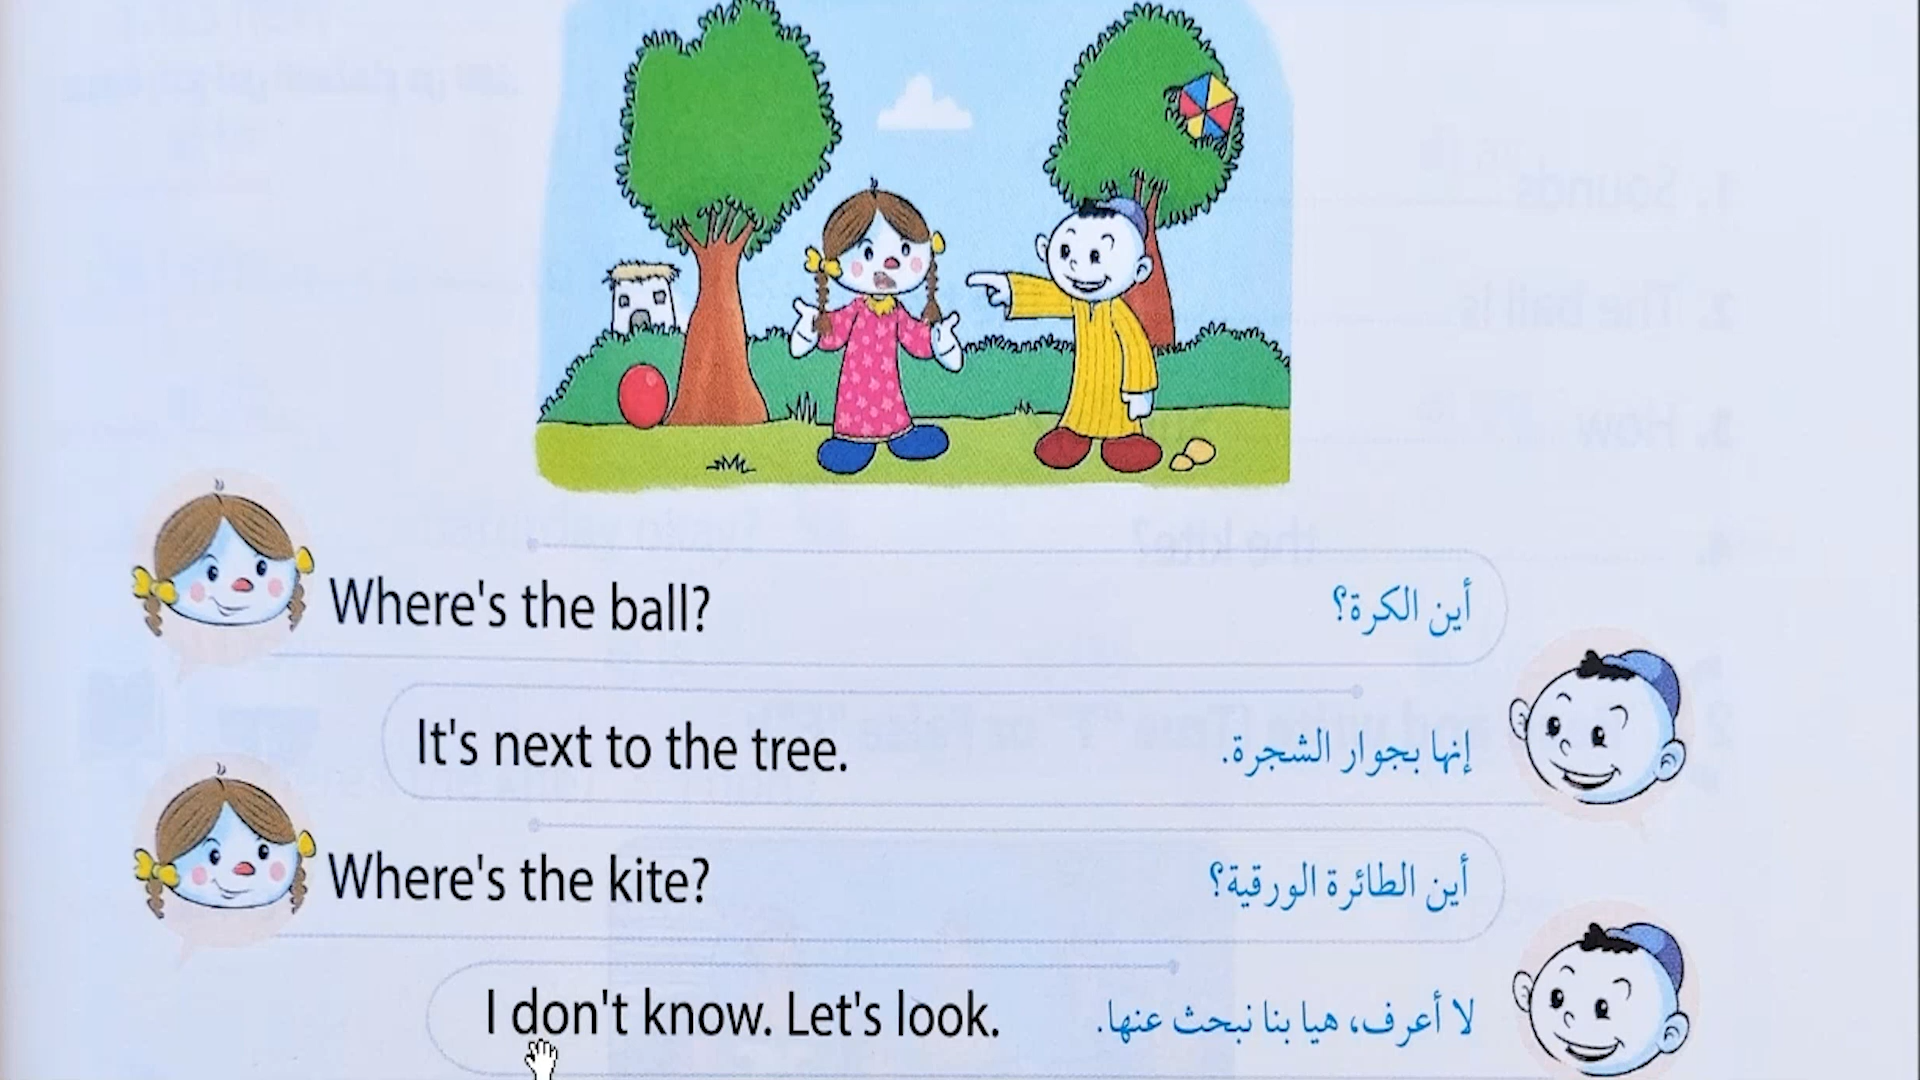 Where's the ball?
أين الكرة؟
It's next to the tree.
إنها بجوار الشجرة.
Where's the kite?
أين الطائرة الورقية؟
I don't know. Let's look.
لا أعرف، هيا بنا نبحث عنها.